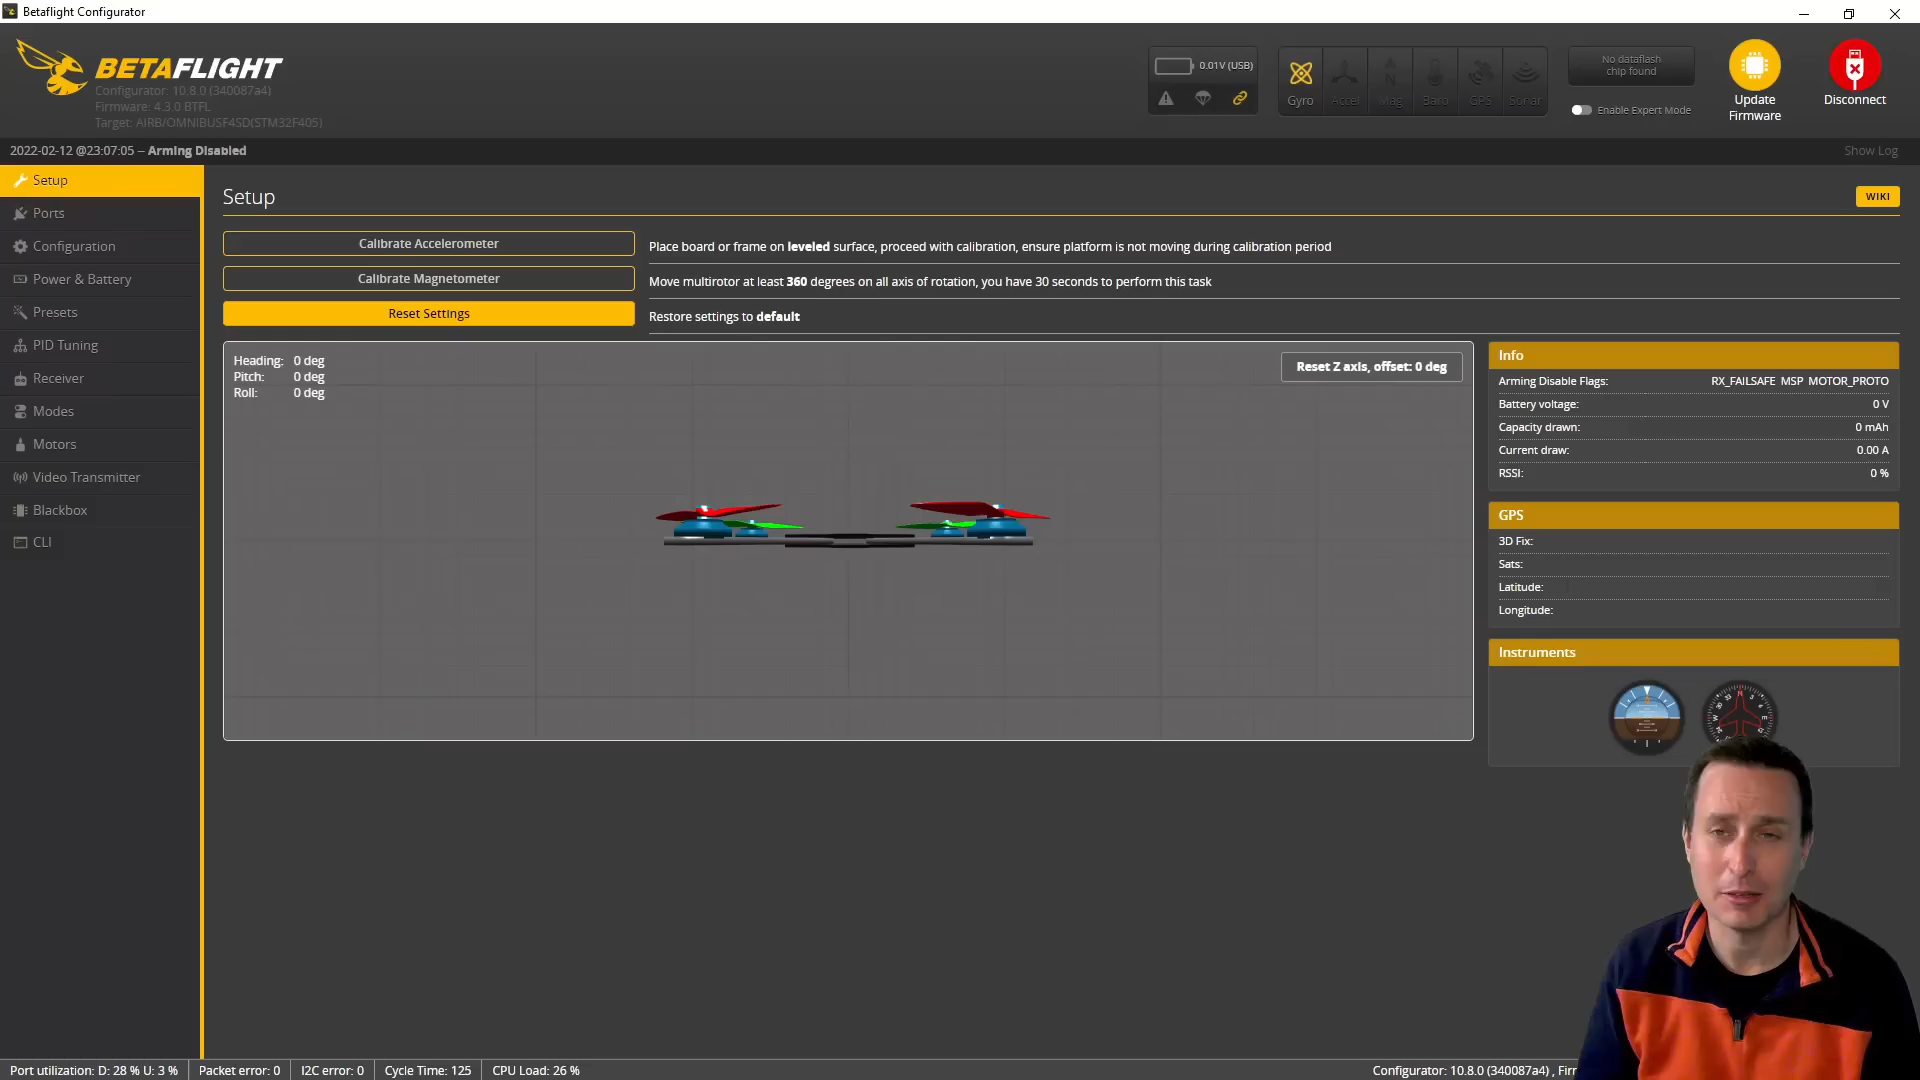 Betaflight Configurator
BETAFLIGHT
Configurator: 10.8.0 (340087a4)
Firmware: 4.3.0 BTFL
Target: AIRB/OMNIBUSF4SD(STM32F405)
0.01V (USB)
Gyro
Accel
Mag
Baro
GPS
Sonar
No dataflash
chip found
Enable Expert Mode
Update
Firmware
Disconnect
2022-02-12 @23:07:05 -- Arming Disabled
Show Log
Setup
Ports
Configuration
Power & Battery
Presets
PID Tuning
Receiver
Modes
Motors
Video Transmitter
Blackbox
CLI
Setup
WIKI
Calibrate Accelerometer
Place board or frame on leveled surface, proceed with calibration, ensure platform is not moving during calibration period
Calibrate Magnetometer
Move multirotor at least 360 degrees on all axis of rotation, you have 30 seconds to perform this task
Reset Settings
Restore settings to default
Heading: 0 deg
Pitch: 0 deg
Roll: 0 deg
Reset Z axis, offset: 0 deg
Info
Arming Disable Flags: RX_FAILSAFE MSP MOTOR_PROTO
Battery voltage: 0 V
Capacity drawn: 0 mAh
Current draw: 0.00 A
RSSI: 0 %
GPS
3D Fix:
Sats:
Latitude:
Longitude:
Instruments
Port utilization: D: 28 % U: 3 %
Packet error: 0
I2C error: 0
Cycle Time: 125
CPU Load: 26 %
Configurator: 10.8.0 (340087a4) , Firm